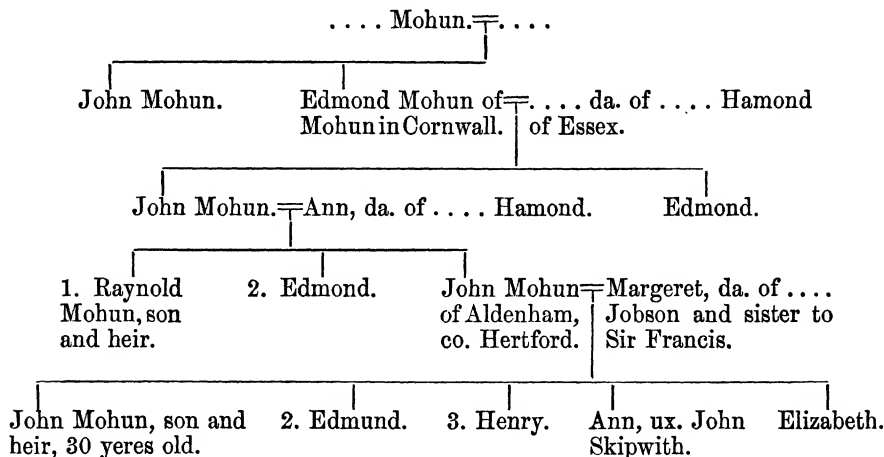 . . . . Mohun.=. . . .
John Mohun. Edmond Mohun of=. . . . da. of . . . . Hamond
Mohun in Cornwall. of Essex.
John Mohun.=Ann, da. of . . . . Hamond. Edmond.
1. Raynold 2. Edmond. John Mohun=Margeret, da. of . . . .
Mohun, son of Aldenham, Jobson and sister to
and heir. co. Hertford. Sir Francis.
John Mohun, son and 2. Edmund. 3. Henry. Ann, ux. John Elizabeth.
heir, 30 yeres old. Skipwith.